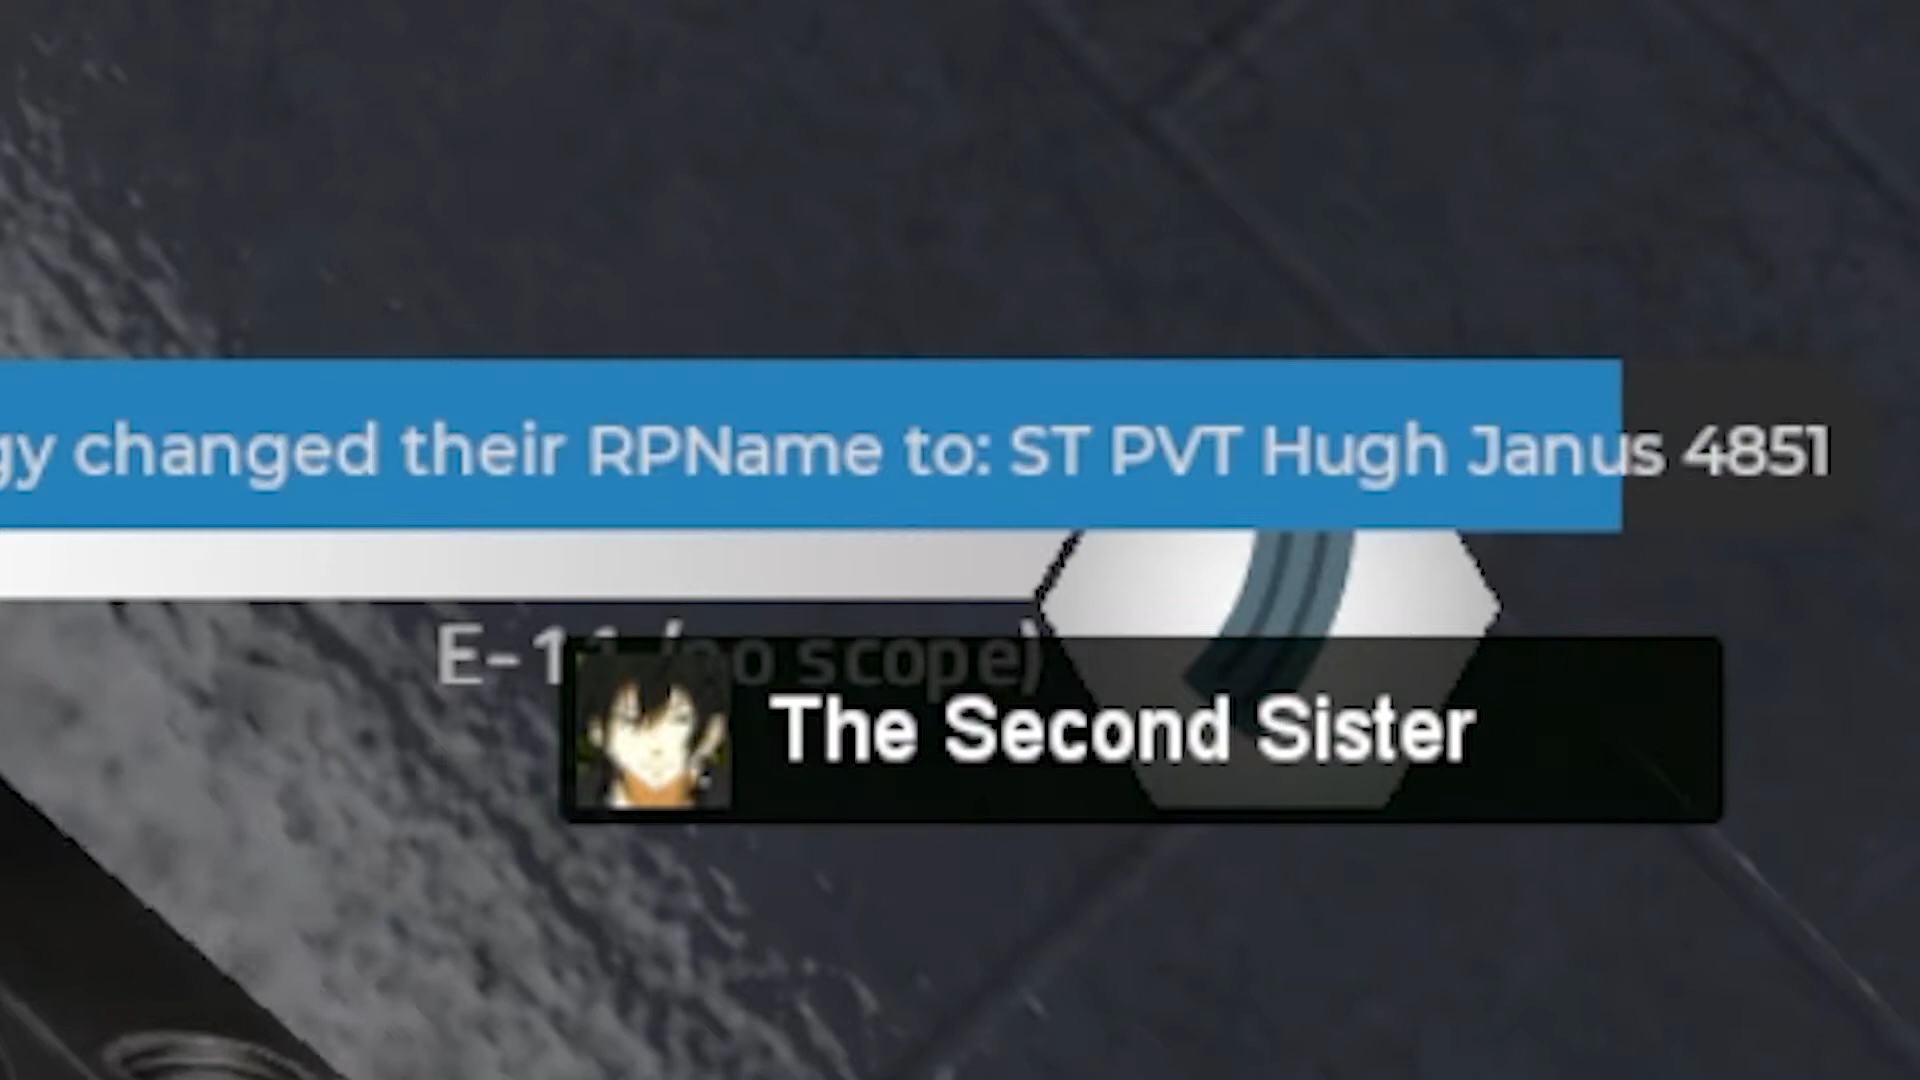 gy changed their RPName to: ST PVT Hugh Janus 4851
E-11 (no scope)
The Second Sister